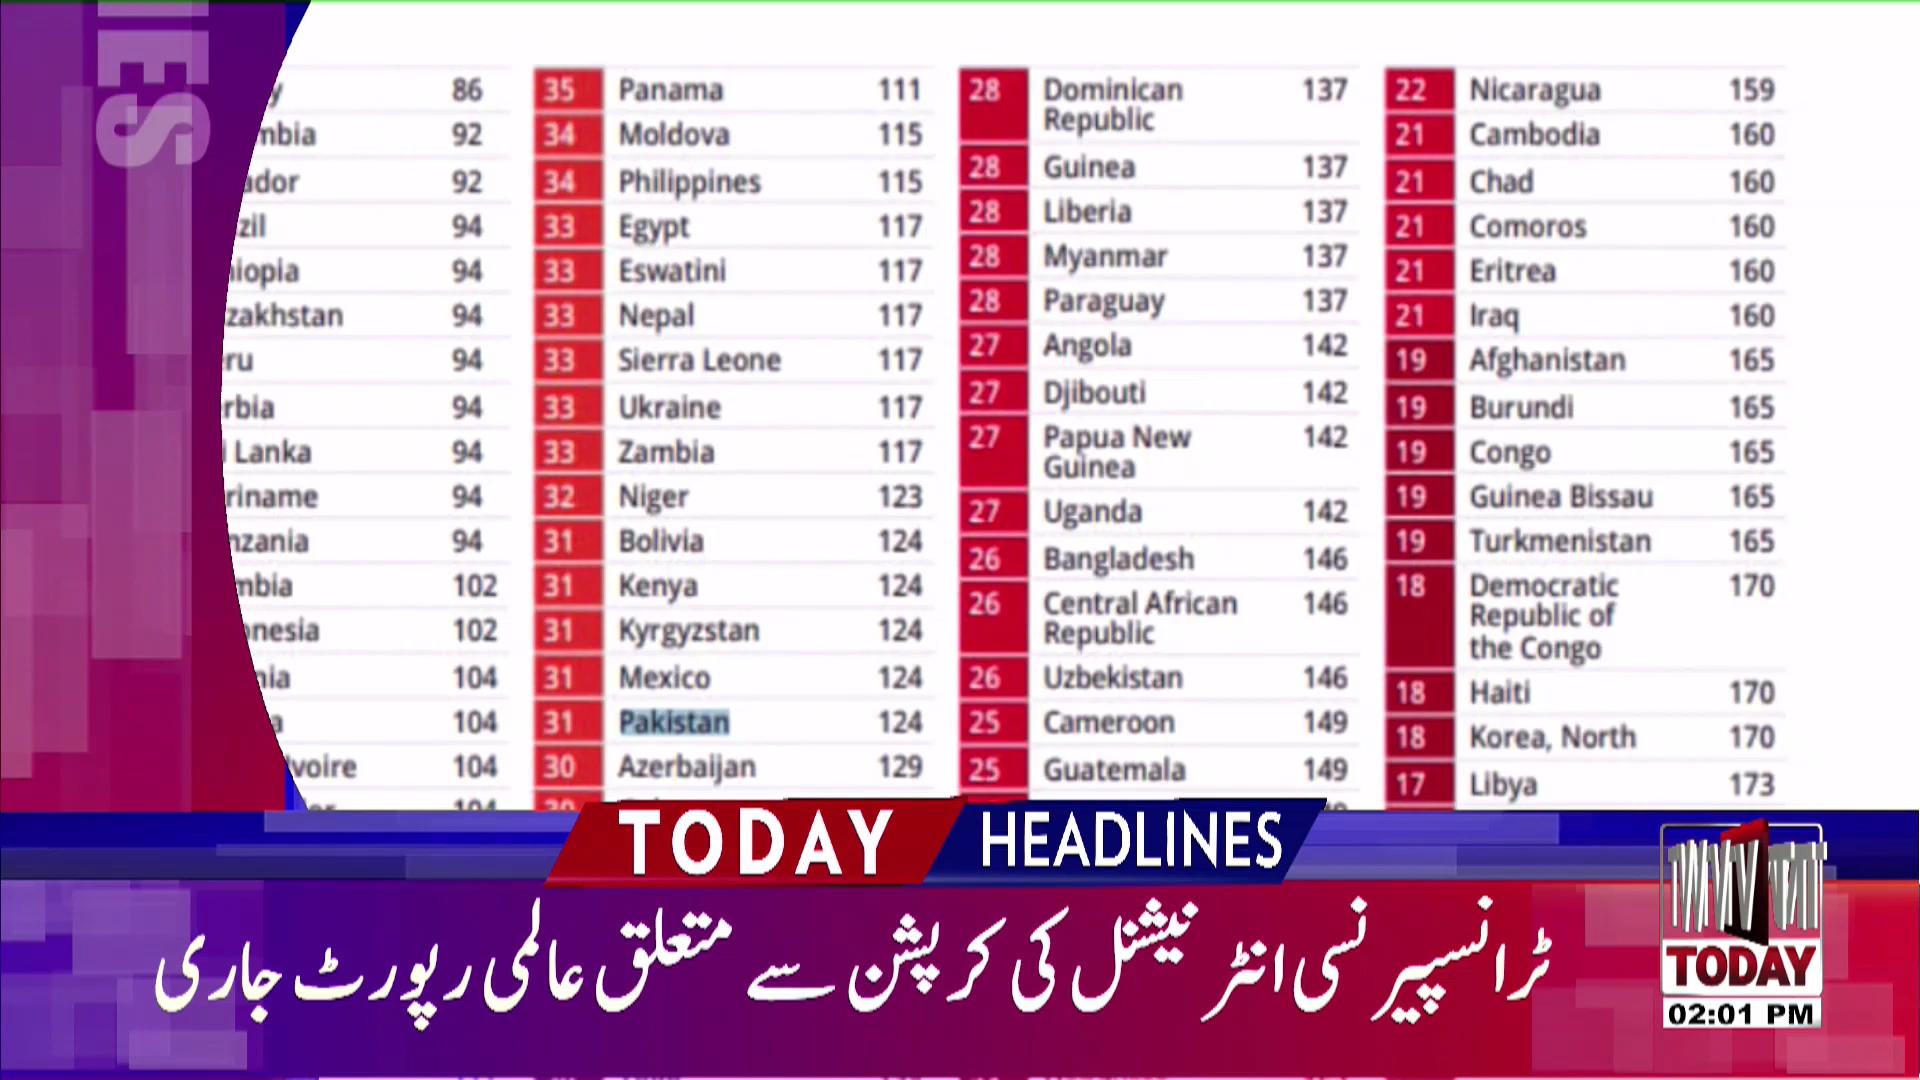 IES
86
92
92
94
94
zakhstan 94
94
94
Lanka 94
94
94
102
102
104
104
104
35 Panama 111
34 Moldova 115
34 Philippines 115
33 Egypt 117
33 Eswatini 117
33 Nepal 117
33 Sierra Leone 117
33 Ukraine 117
33 Zambia 117
32 Niger 123
31 Bolivia 124
31 Kenya 124
31 Kyrgyzstan 124
31 Mexico 124
31 Pakistan 124
30 Azerbaijan 129
28 Dominican 137
Republic
28 Guinea 137
28 Liberia 137
28 Myanmar 137
28 Paraguay 137
27 Angola 142
27 Djibouti 142
27 Papua New 142
Guinea
27 Uganda 142
26 Bangladesh 146
26 Central African 146
Republic
26 Uzbekistan 146
25 Cameroon 149
25 Guatemala 149
22 Nicaragua 159
21 Cambodia 160
21 Chad 160
21 Comoros 160
21 Eritrea 160
21 Iraq 160
19 Afghanistan 165
19 Burundi 165
19 Congo 165
19 Guinea Bissau 165
19 Turkmenistan 165
18 Democratic 170
Republic of
the Congo
18 Haiti 170
18 Korea, North 170
17 Libya 173
TODAY HEADLINES
ٹرانسپیرنسی انٹرنیشنل کی کرپشن سے متعلق عالمی رپورٹ جاری
TODAY
02:01 PM